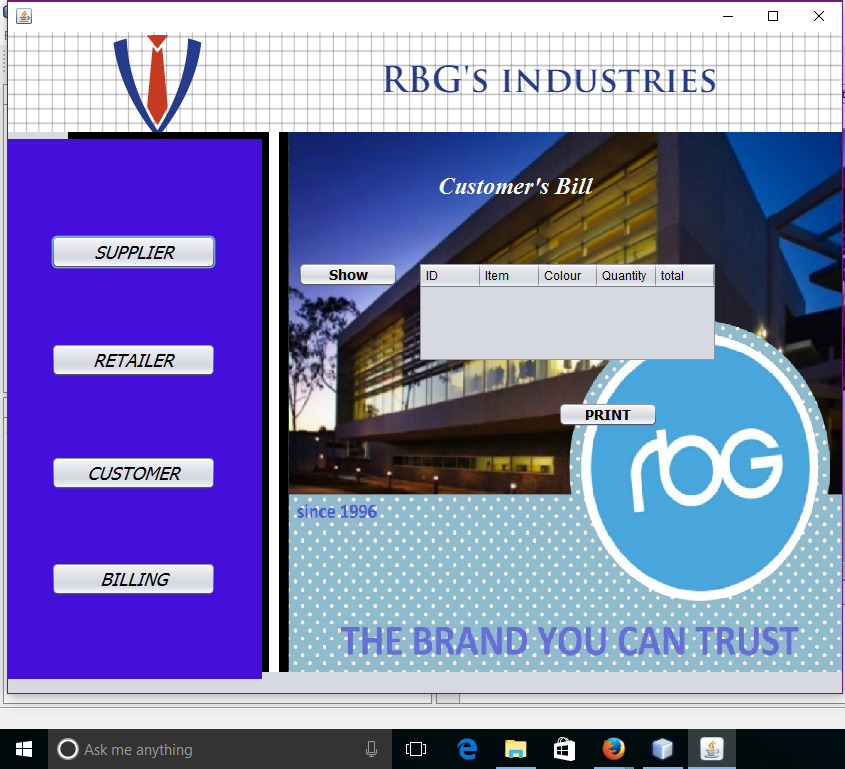 RBG'S INDUSTRIES
Customer's Bill
SUPPLIER
Show
ID Item Colour Quantity total
RETAILER
PRINT
CUSTOMER
rbG
since 1996
BILLING
THE BRAND YOU CAN TRUST
Ask me anything